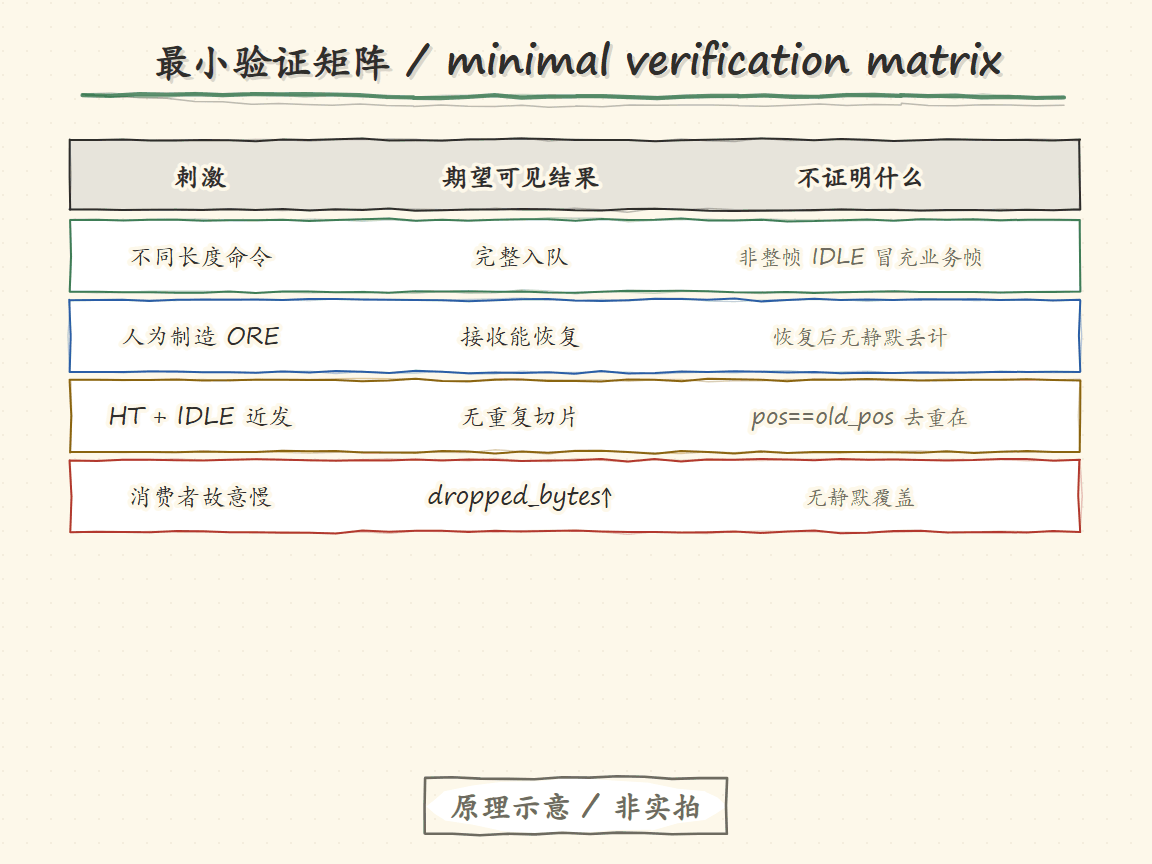 最小验证矩阵 / minimal verification matrix
刺激 期望可见结果 不证明什么
不同长度命令 完整入队 非整帧 IDLE 冒充业务帧
人为制造 ORE 接收能恢复 恢复后无静默丢计
HT + IDLE 近发 无重复切片 pos==old_pos 去重在
消费者故意慢 dropped_bytes↑ 无静默覆盖
原理示意 / 非实拍